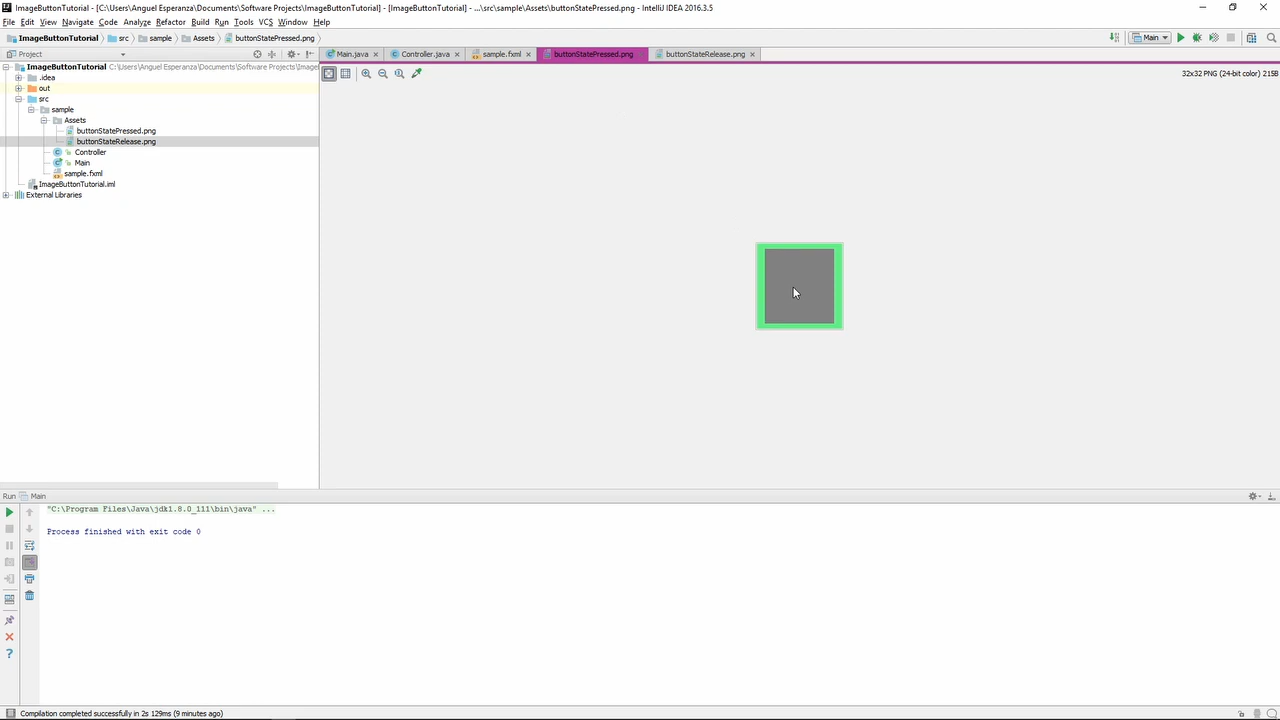 ImageButtonTutorial - [C:\Users\Anguel Esperanza\Documents\Software Projects\ImageButtonTutorial] - [ImageButtonTutorial] - ...\src\sample\Assets\buttonStatePressed.png - IntelliJ IDEA 2016.3.5
File Edit View Navigate Code Analyze Refactor Build Run Tools VCS Window Help
ImageButtonTutorial src sample Assets buttonStatePressed.png
Main
Project
Main.java Controller.java sample.fxml buttonStatePressed.png buttonStateRelease.png
ImageButtonTutorial C:\Users\Anguel Esperanza\Documents\Software Projects\Image
32x32 PNG (24-bit color) 215B
.idea
out
src
sample
Assets
buttonStatePressed.png
buttonStateRelease.png
Controller
Main
sample.fxml
ImageButtonTutorial.iml
External Libraries
Run Main
"C:\Program Files\Java\jdk1.8.0_111\bin\java" ...
Process finished with exit code 0
Compilation completed successfully in 2s 129ms (9 minutes ago)